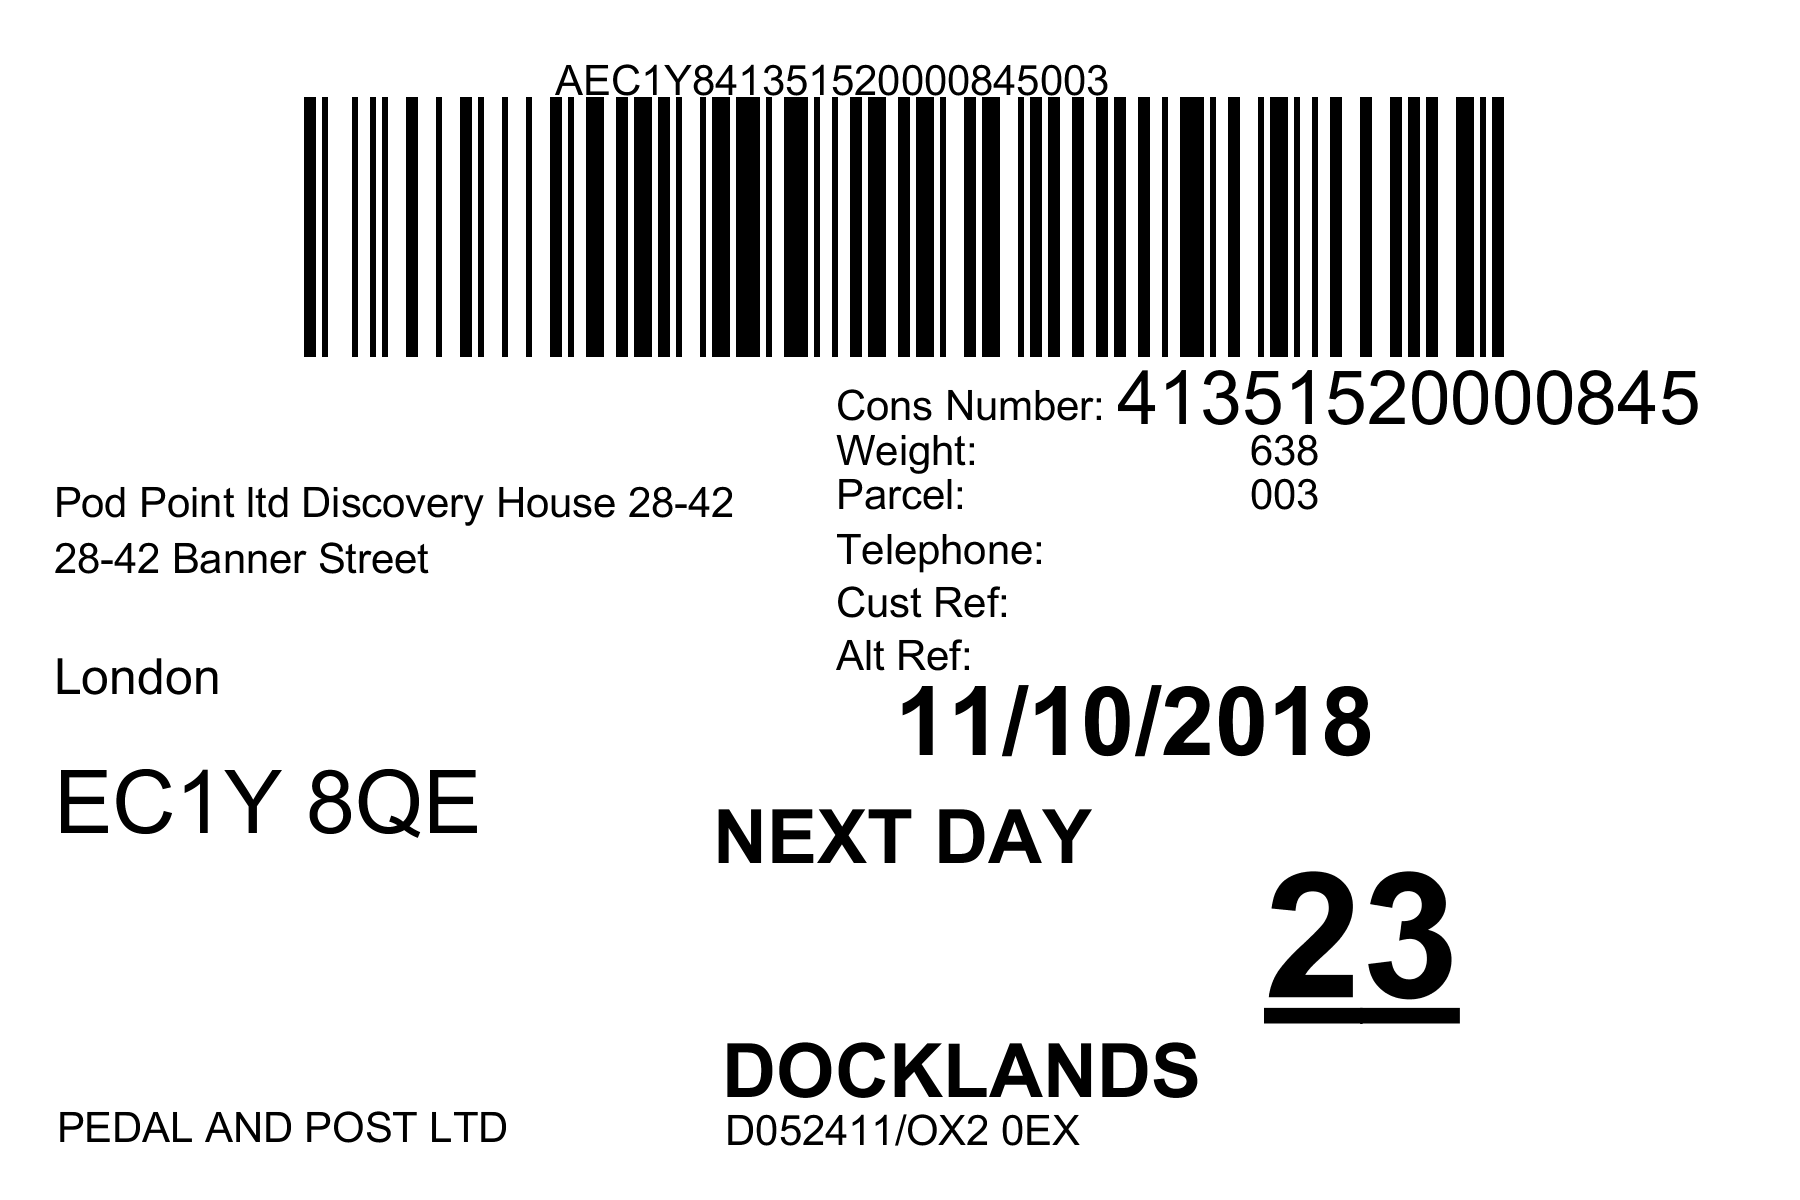 AEC1Y841351520000845003
Cons Number: 41351520000845
Weight: 638
Parcel: 003
Telephone:
Cust Ref:
Alt Ref:
Pod Point ltd Discovery House 28-42
28-42 Banner Street
London
EC1Y 8QE
11/10/2018
NEXT DAY
23
DOCKLANDS
PEDAL AND POST LTD
D052411/OX2 0EX